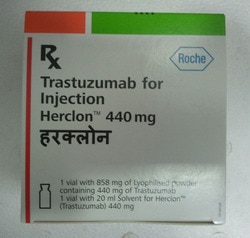 Rx
Roche
Trastuzumab for
Injection
Herclon™ 440 mg
हरक्लोन
1 vial with 858 mg of Lyophilised powder
containing 440 mg of Trastuzumab
1 vial with 20 ml Solvent for Herclon™
(Trastuzumab) 440 mg